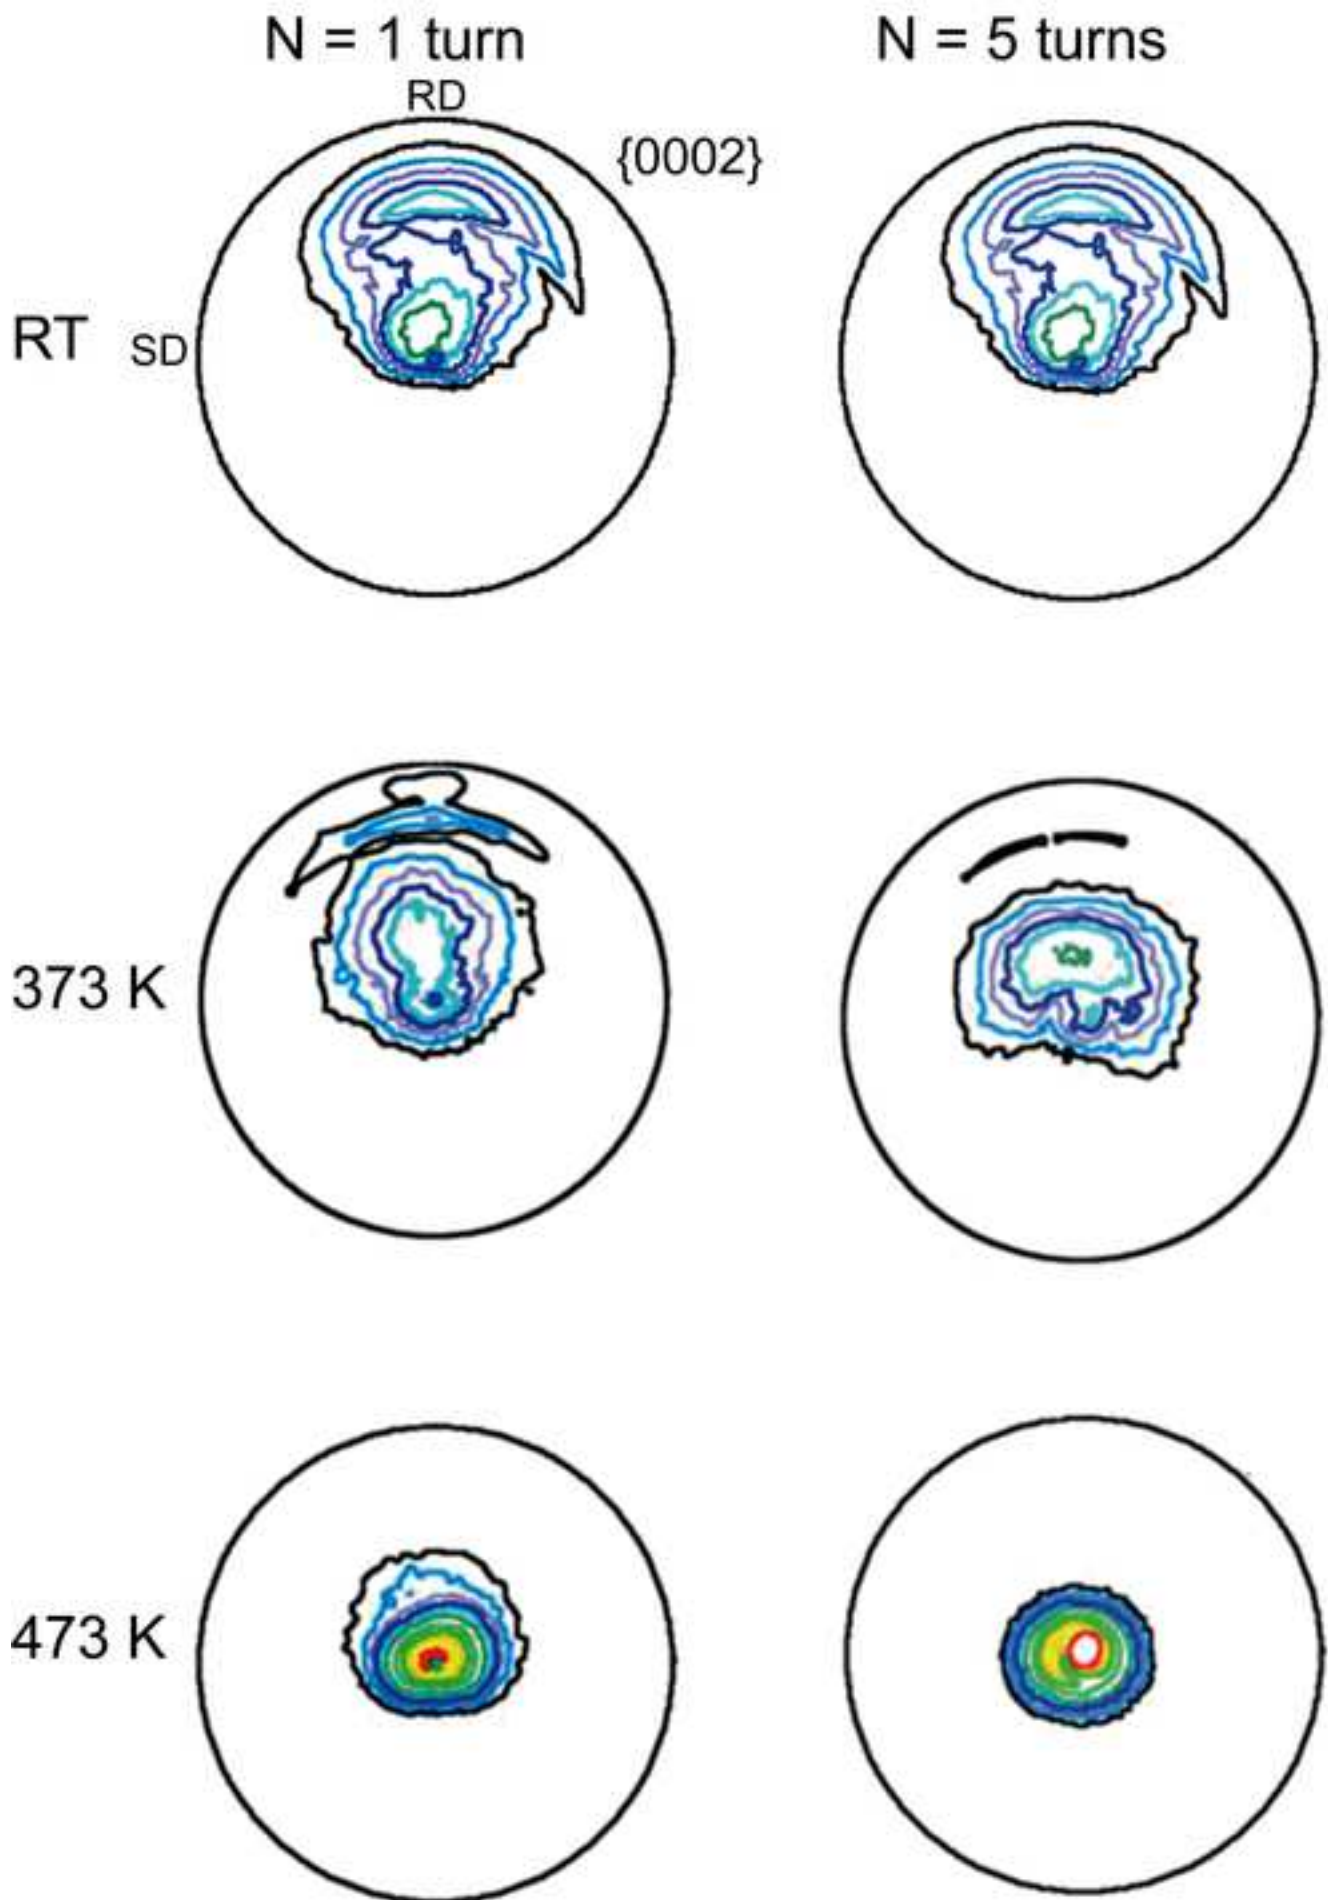 N = 1 turn
N = 5 turns
RD
{0002}
RT
SD
373 K
473 K